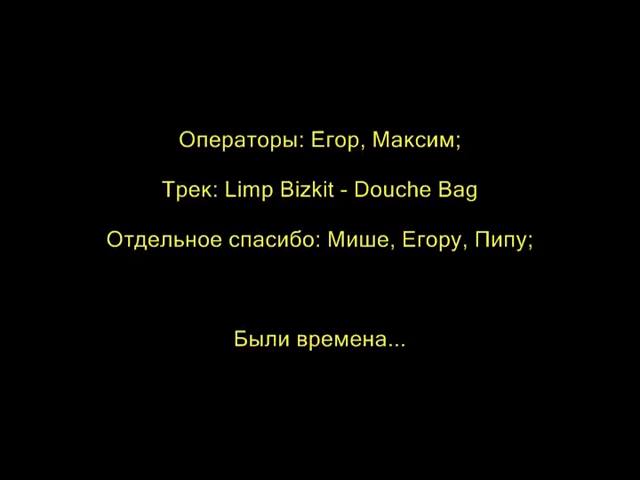 Операторы: Егор, Максим;
Трек: Limp Bizkit - Douche Bag
Отдельное спасибо: Мише, Егору, Пипу;
Были времена...